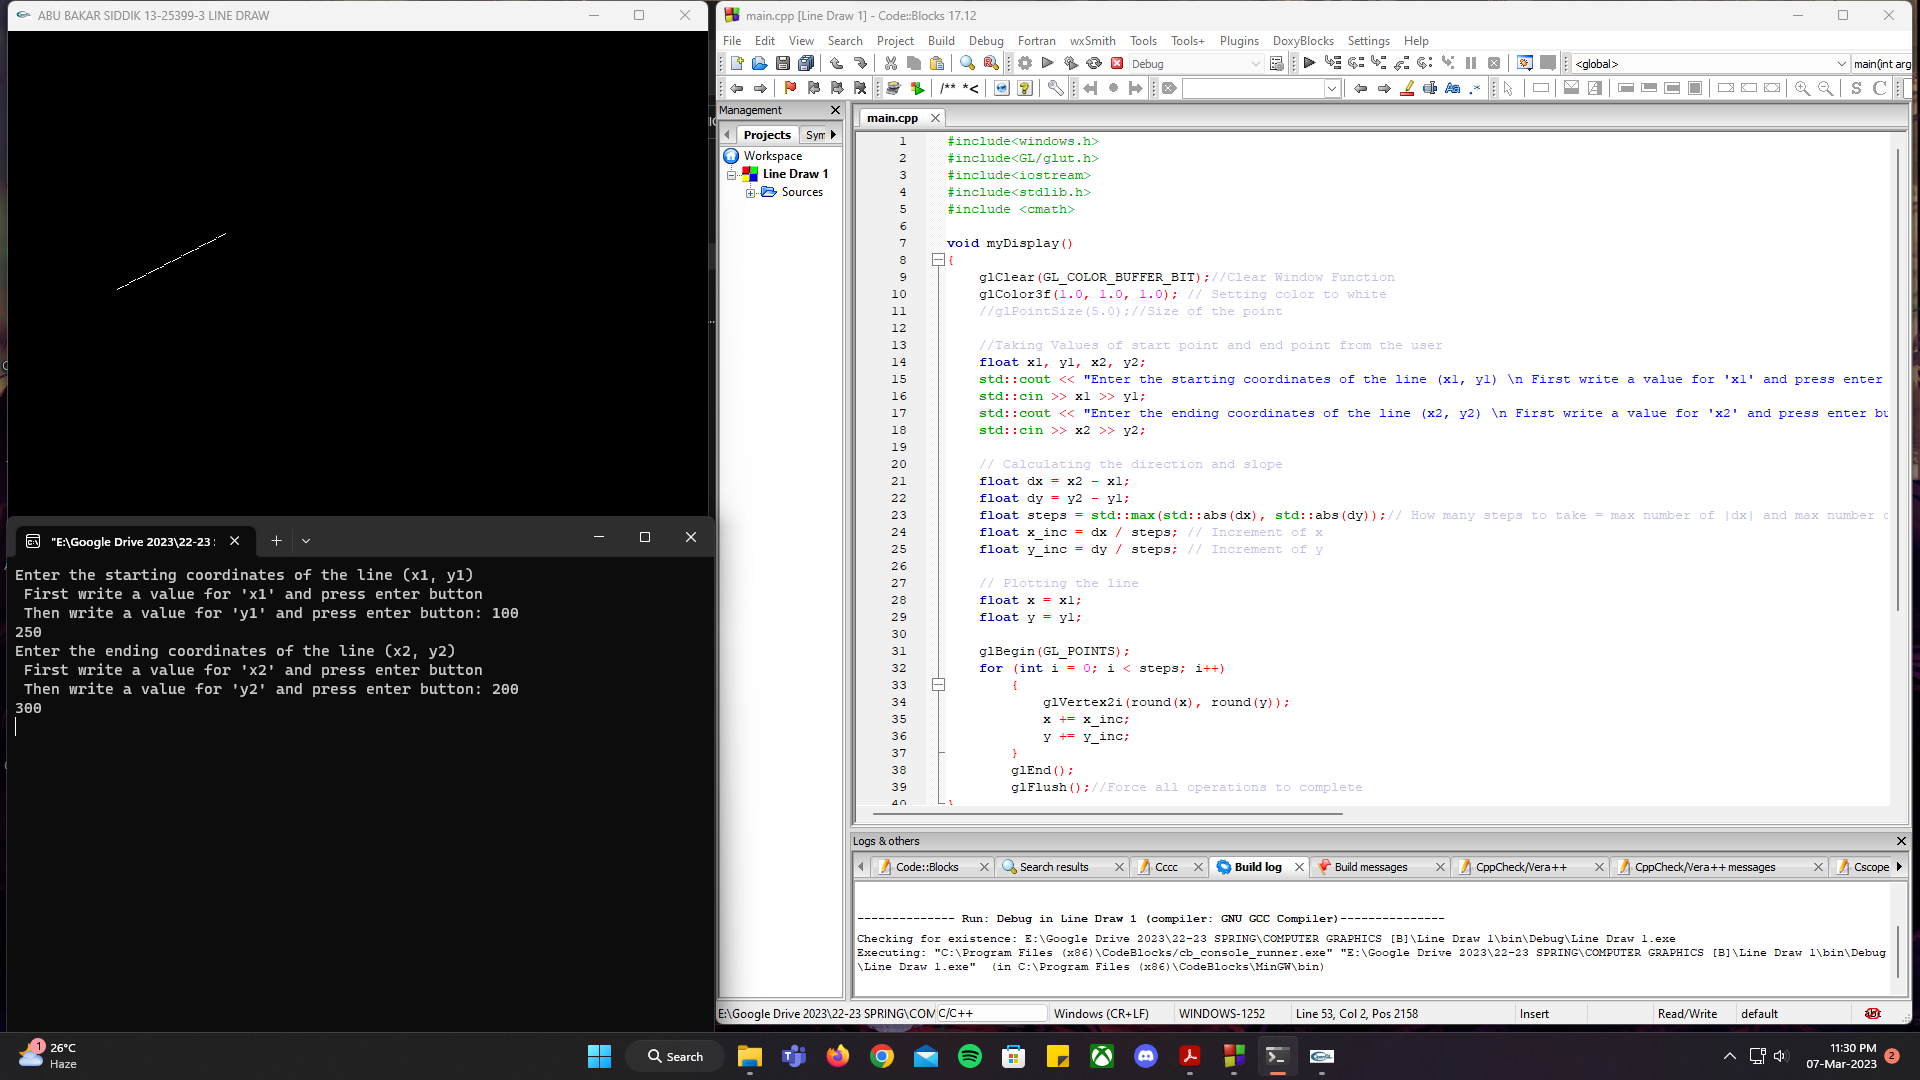 ABU BAKAR SIDDIK 13-25399-3 LINE DRAW
main.cpp [Line Draw 1] - Code::Blocks 17.12
File Edit View Search Project Build Debug Fortran wxSmith Tools Tools+ Plugins DoxyBlocks Settings Help
Debug
<global>
main(int arg
/** *<
Aa .*
S C
Management
Projects Sym
Workspace
Line Draw 1
Sources
main.cpp
1 #include<windows.h>
2 #include<GL/glut.h>
3 #include<iostream>
4 #include<stdlib.h>
5 #include <cmath>
6
7 void myDisplay()
8 {
9 glClear(GL_COLOR_BUFFER_BIT);//Clear Window Function
10 glColor3f(1.0, 1.0, 1.0); // Setting color to white
11 //glPointSize(5.0);//Size of the point
12
13 //Taking Values of start point and end point from the user
14 float x1, y1, x2, y2;
15 std::cout << "Enter the starting coordinates of the line (x1, y1) \n First write a value for 'x1' and press enter
16 std::cin >> x1 >> y1;
17 std::cout << "Enter the ending coordinates of the line (x2, y2) \n First write a value for 'x2' and press enter bu
18 std::cin >> x2 >> y2;
19
20 // Calculating the direction and slope
21 float dx = x2 - x1;
22 float dy = y2 - y1;
23 float steps = std::max(std::abs(dx), std::abs(dy));// How many steps to take = max number of |dx| and max number o
24 float x_inc = dx / steps; // Increment of x
25 float y_inc = dy / steps; // Increment of y
26
27 // Plotting the line
28 float x = x1;
29 float y = y1;
30
31 glBegin(GL_POINTS);
32 for (int i = 0; i < steps; i++)
33 {
34 glVertex2i(round(x), round(y));
35 x += x_inc;
36 y += y_inc;
37 }
38 glEnd();
39 glFlush();//Force all operations to complete
40 }
"E:\Google Drive 2023\22-23 :
Enter the starting coordinates of the line (x1, y1)
First write a value for 'x1' and press enter button
Then write a value for 'y1' and press enter button: 100
250
Enter the ending coordinates of the line (x2, y2)
First write a value for 'x2' and press enter button
Then write a value for 'y2' and press enter button: 200
300
Logs & others
Code::Blocks Search results Cccc Build log Build messages CppCheck/Vera++ CppCheck/Vera++ messages Cscope
-------------- Run: Debug in Line Draw 1 (compiler: GNU GCC Compiler)---------------
Checking for existence: E:\Google Drive 2023\22-23 SPRING\COMPUTER GRAPHICS [B]\Line Draw 1\bin\Debug\Line Draw 1.exe
Executing: "C:\Program Files (x86)\CodeBlocks/cb_console_runner.exe" "E:\Google Drive 2023\22-23 SPRING\COMPUTER GRAPHICS [B]\Line Draw 1\bin\Debug
\Line Draw 1.exe" (in C:\Program Files (x86)\CodeBlocks\MinGW\bin)
E:\Google Drive 2023\22-23 SPRING\COM C/C++ Windows (CR+LF) WINDOWS-1252 Line 53, Col 2, Pos 2158 Insert Read/Write default
1
26°C
Haze
Search
11:30 PM
07-Mar-2023
2